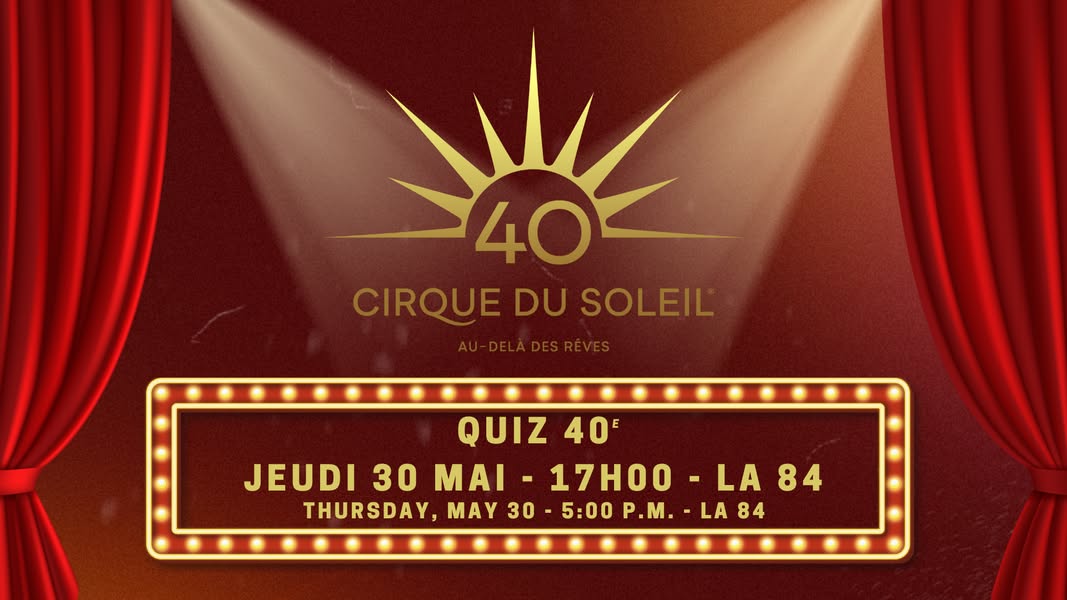 40
CIRQUE DU SOLEIL®
AU-DELÀ DES RÊVES
QUIZ 40E
JEUDI 30 MAI - 17H00 - LA 84
THURSDAY, MAY 30 - 5:00 P.M. - LA 84